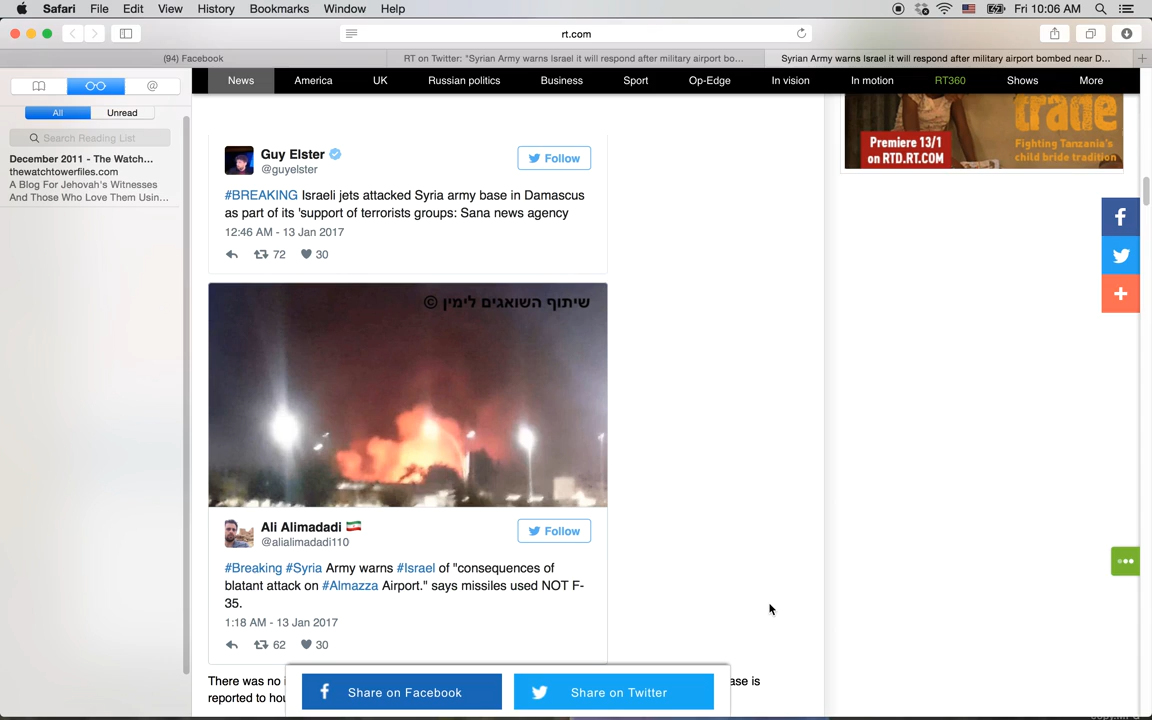 Safari File Edit View History Bookmarks Window Help
Fri 10:06 AM
rt.com
(94) Facebook
RT on Twitter: "Syrian Army warns Israel it will respond after military airport bo...
Syrian Army warns Israel it will respond after military airport bombed near D...
News America UK Russian politics Business Sport Op-Edge In vision In motion RT360 Shows More
@
All Unread
Search Reading List
December 2011 - The Watch...
thewatchtowerfiles.com
A Blog For Jehovah's Witnesses
And Those Who Love Them Usin...
trade
Premiere 13/1
on RTD.RT.COM
Fighting Tanzania's
child bride tradition
Guy Elster
@guyelster
Follow
#BREAKING Israeli jets attacked Syria army base in Damascus
as part of its 'support of terrorists groups: Sana news agency
12:46 AM - 13 Jan 2017
72 30
© שיתוף השואגים לימין
Ali Alimadadi
@alialimadadi110
Follow
#Breaking #Syria Army warns #Israel of "consequences of
blatant attack on #Almazza Airport." says missiles used NOT F-
35.
1:18 AM - 13 Jan 2017
62 30
There was no
ase is
reported to
Share on Facebook
Share on Twitter